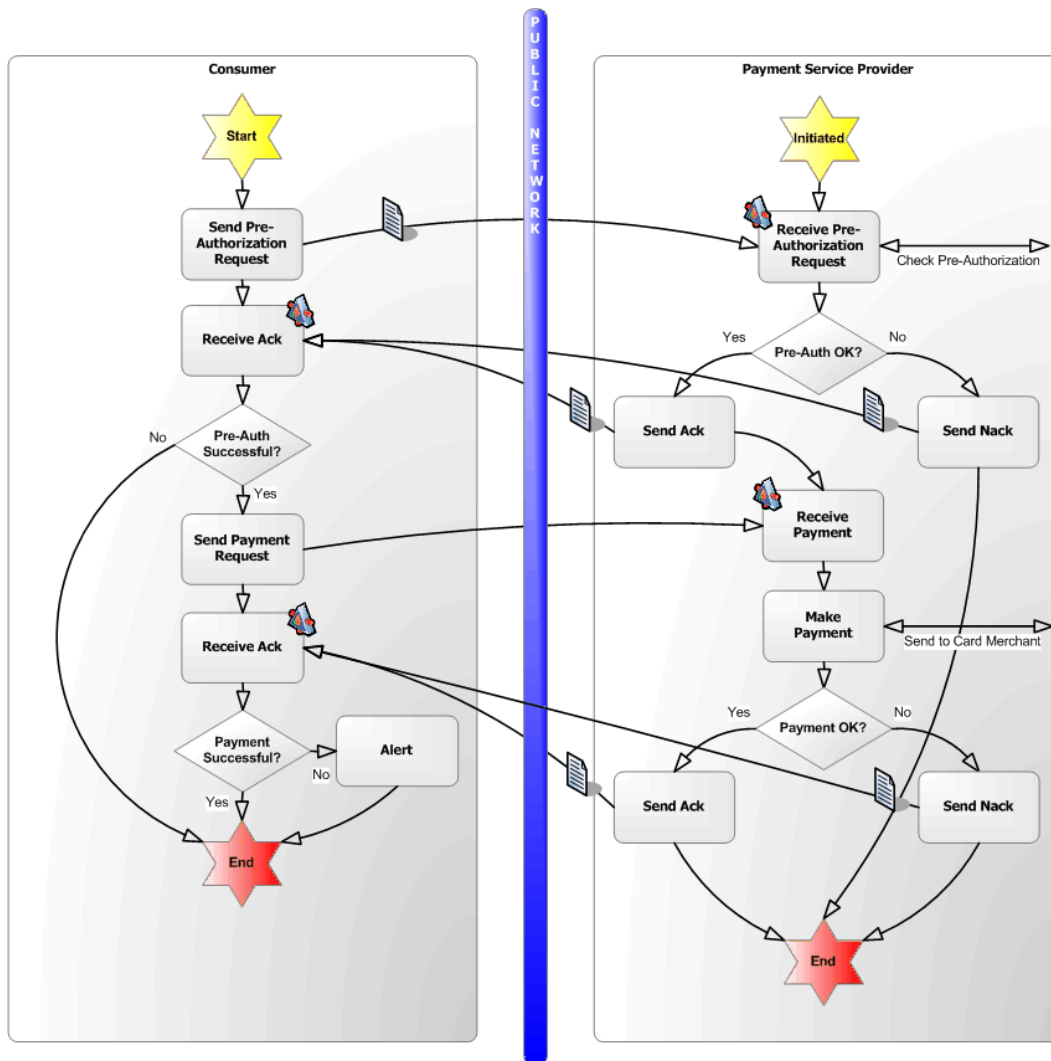 PUBLIC NETWORK
Consumer
Start
Send Pre-
Authorization
Request
Receive Ack
Pre-Auth
Successful?
No
Yes
Send Payment
Request
Receive Ack
Payment
Successful?
No
Alert
Yes
End
Payment Service Provider
Initiated
Receive Pre-
Authorization
Request
Check Pre-Authorization
Pre-Auth OK?
Yes
No
Send Ack
Send Nack
Receive
Payment
Make
Payment
Send to Card Merchant
Payment OK?
Yes
No
Send Ack
Send Nack
End